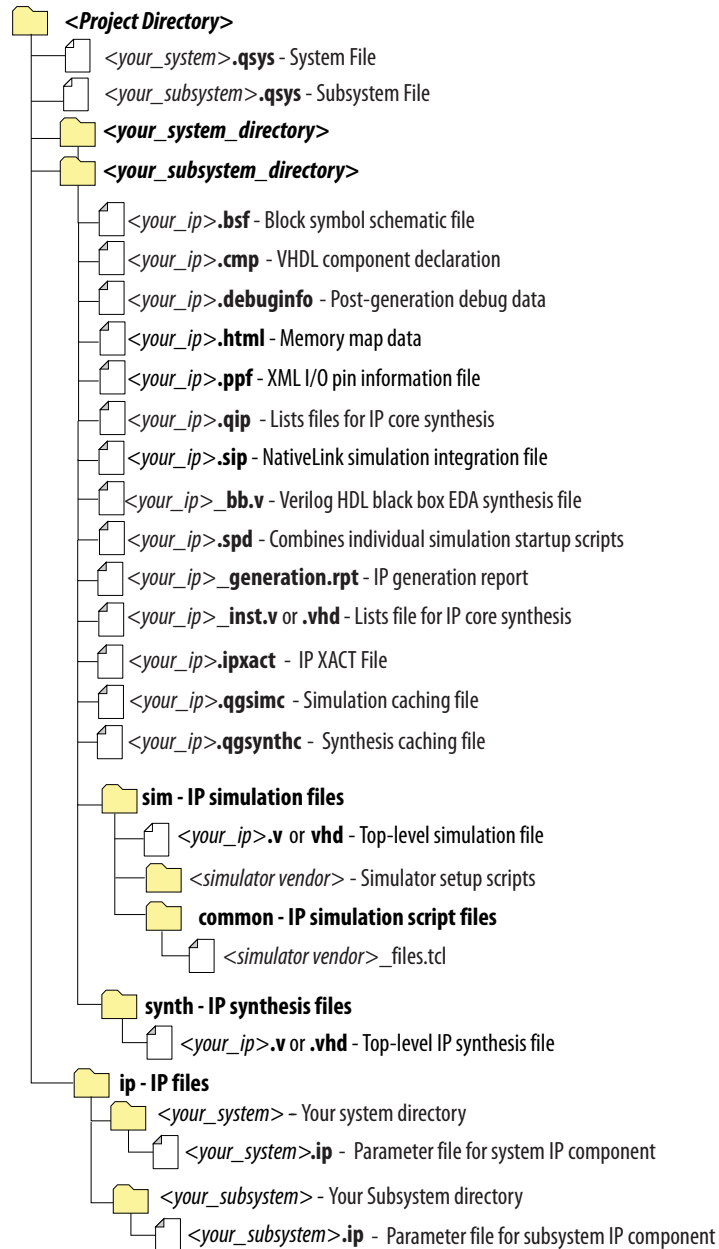 <Project Directory>
<your_system>.qsys - System File
<your_subsystem>.qsys - Subsystem File
<your_system_directory>
<your_subsystem_directory>
<your_ip>.bsf - Block symbol schematic file
<your_ip>.cmp - VHDL component declaration
<your_ip>.debuginfo - Post-generation debug data
<your_ip>.html - Memory map data
<your_ip>.ppf - XML I/O pin information file
<your_ip>.qip - Lists files for IP core synthesis
<your_ip>.sip - NativeLink simulation integration file
<your_ip>_bb.v - Verilog HDL black box EDA synthesis file
<your_ip>.spd - Combines individual simulation startup scripts
<your_ip>_generation.rpt - IP generation report
<your_ip>_inst.v or .vhd - Lists file for IP core synthesis
<your_ip>.ipxact - IP XACT File
<your_ip>.qgsimc - Simulation caching file
<your_ip>.qgsynthc - Synthesis caching file
sim - IP simulation files
<your_ip>.v or vhd - Top-level simulation file
<simulator vendor> - Simulator setup scripts
common - IP simulation script files
<simulator vendor>_files.tcl
synth - IP synthesis files
<your_ip>.v or .vhd - Top-level IP synthesis file
ip - IP files
<your_system> – Your system directory
<your_system>.ip - Parameter file for system IP component
<your_subsystem> - Your Subsystem directory
<your_subsystem>.ip - Parameter file for subsystem IP component